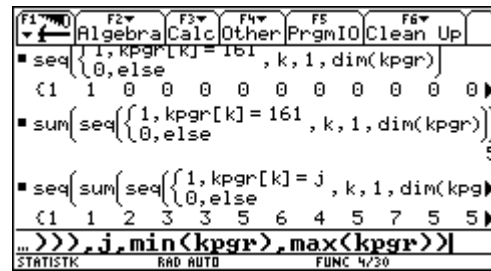 F1 F2 F3 F4 F5 F6
Algebra Calc Other PrgmIO Clean Up
seq({1,kpgr[k]=161
0,else ,k,1,dim(kpgr))
{1 1 0 0 0 0 0 0 0 0
sum(seq({1,kpgr[k]=161
0,else ,k,1,dim(kpgr))
5
seq(sum(seq({1,kpgr[k]=j
0,else ,k,1,dim(kpg
{1 1 2 3 3 5 6 4 5 7 5 5
…))),j,min(kpgr),max(kpgr))
STATISTK RAD AUTO FUNC 4/30